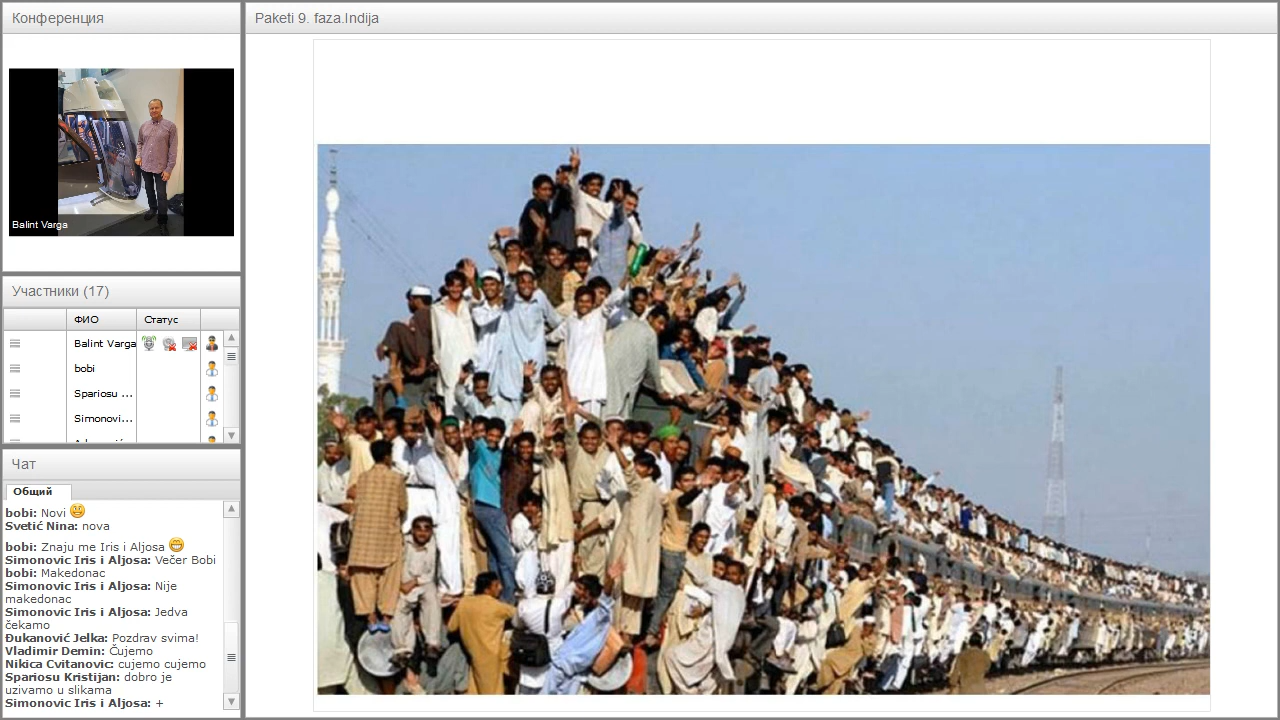 Конференция
Balint Varga
Участники (17)
ФИО Статус
Balint Varga
bobi
Spariosu ...
Simonovi...
Чат
Общий
bobi: Novi
Svetić Nina: nova
bobi: Znaju me Iris i Aljosa
Simonovic Iris i Aljosa: Večer Bobi
bobi: Makedonac
Simonovic Iris i Aljosa: Nije
makedonac
Simonovic Iris i Aljosa: Jedva
čekamo
Đukanović Jelka: Pozdrav svima!
Vladimir Demin: Čujemo
Nikica Cvitanovic: cujemo cujemo
Spariosu Kristijan: dobro je
uzivamo u slikama
Simonovic Iris i Aljosa: +
Paketi 9. faza.Indija